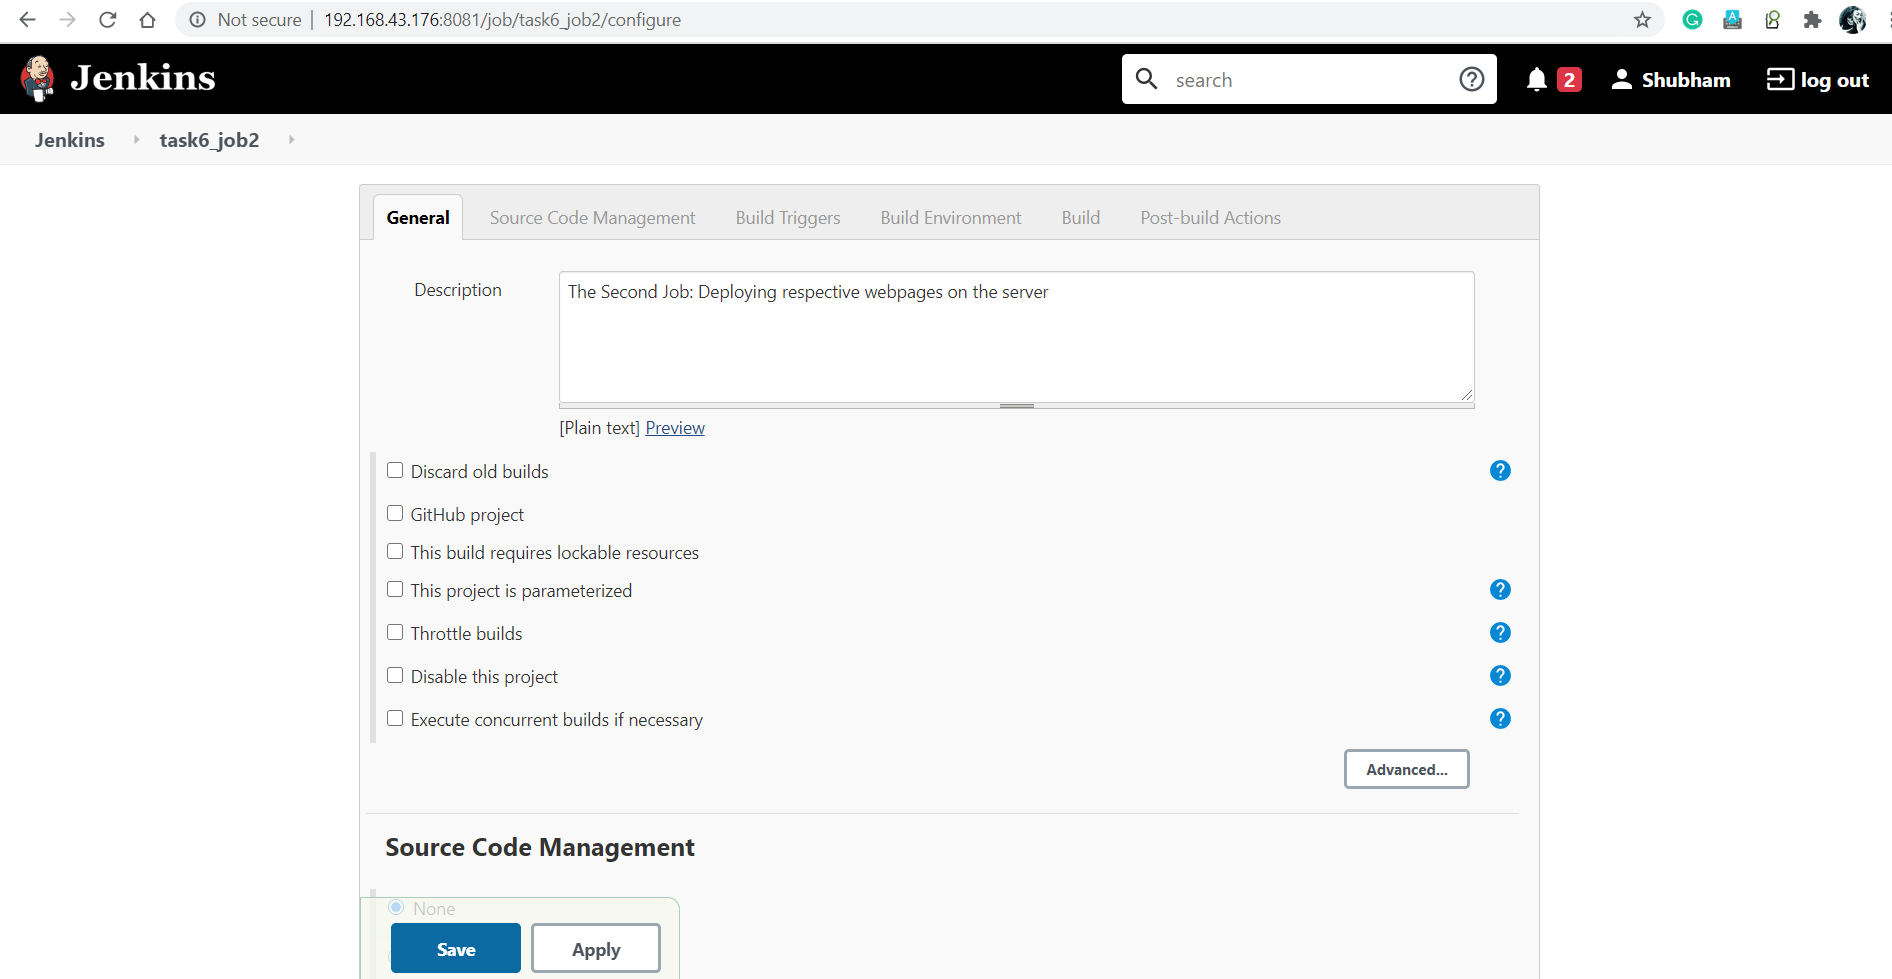 Not secure | 192.168.43.176:8081/job/task6_job2/configure
Jenkins
search
2
Shubham
log out
Jenkins
task6_job2
General
Source Code Management
Build Triggers
Build Environment
Build
Post-build Actions
Description
The Second Job: Deploying respective webpages on the server
[Plain text] Preview
Discard old builds
GitHub project
This build requires lockable resources
This project is parameterized
Throttle builds
Disable this project
Execute concurrent builds if necessary
Advanced...
Source Code Management
None
Save
Apply